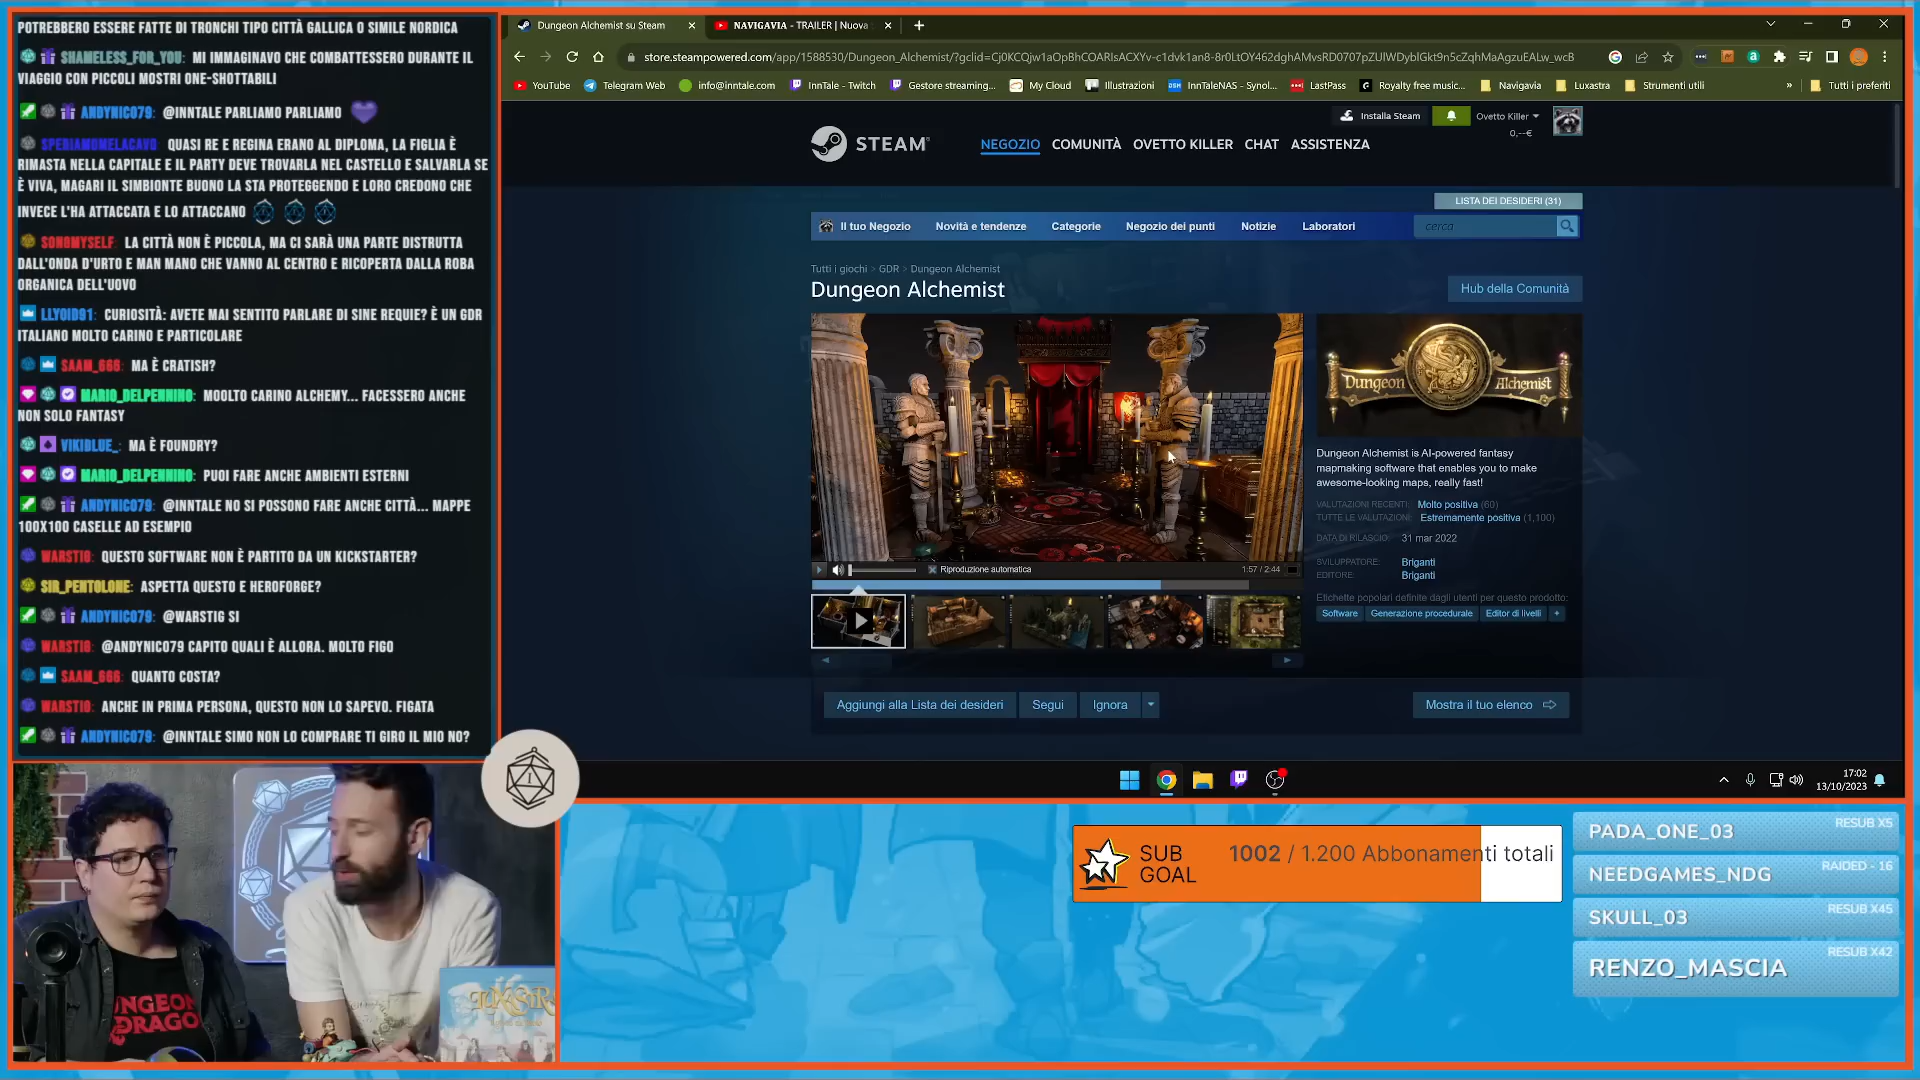 POTREBBERO ESSERE FATTE DI TRONCHI TIPO CITTÀ GALLICA O SIMILE NORDICA
SHAMELESS_FOR_YOU: MI IMMAGINAVO CHE COMBATTESSERO DURANTE IL
VIAGGIO CON PICCOLI MOSTRI ONE-SHOTTABILI
ANDYNICO79: @INNTALE PARLIAMO PARLIAMO
SPERIAMOMELACAVO: QUASI RE E REGINA ERANO AL DIPLOMA, LA FIGLIA È
RIMASTA NELLA CAPITALE E IL PARTY DEVE TROVARLA NEL CASTELLO E SALVARLA SE
È VIVA, MAGARI IL SIMBIONTE BUONO LA STA PROTEGGENDO E LORO CREDONO CHE
INVECE L'HA ATTACCATA E LO ATTACCANO
SONOMYSELF: LA CITTÀ NON È PICCOLA, MA CI SARÀ UNA PARTE DISTRUTTA
DALL'ONDA D'URTO E MAN MANO CHE VANNO AL CENTRO E RICOPERTA DALLA ROBA
ORGANICA DELL'UOVO
LLYOID91: CURIOSITÀ: AVETE MAI SENTITO PARLARE DI SINE REQUIE? È UN GDR
ITALIANO MOLTO CARINO E PARTICOLARE
SAAM_666: MA È CRATISH?
MARIO_DELPENNINO: MOOLTO CARINO ALCHEMY... FACESSERO ANCHE
NON SOLO FANTASY
VIKIBLUE_: MA È FOUNDRY?
MARIO_DELPENNINO: PUOI FARE ANCHE AMBIENTI ESTERNI
ANDYNICO79: @INNTALE NO SI POSSONO FARE ANCHE CITTÀ... MAPPE
100X100 CASELLE AD ESEMPIO
WARSTIG: QUESTO SOFTWARE NON È PARTITO DA UN KICKSTARTER?
SIR_PENTOLONE: ASPETTA QUESTO E HEROFORGE?
ANDYNICO79: @WARSTIG SI
WARSTIG: @ANDYNICO79 CAPITO QUALI È ALLORA. MOLTO FIGO
SAAM_666: QUANTO COSTA?
WARSTIG: ANCHE IN PRIMA PERSONA, QUESTO NON LO SAPEVO. FIGATA
ANDYNICO79: @INNTALE SIMO NON LO COMPRARE TI GIRO IL MIO NO?
Dungeon Alchemist su Steam
NAVIGAVIA - TRAILER | Nuova
store.steampowered.com/app/1588530/Dungeon_Alchemist/?gclid=Cj0KCQjw1aOpBhCOARIsACXYv-c1dvk1an8-8r0LtOY462dghAMvsRD0707pZUlWDyblGkt9n5cZqhMaAgzuEALw_wcB
YouTube
Telegram Web
info@inntale.com
InnTale - Twitch
Gestore streaming...
My Cloud
Illustrazioni
InnTaleNAS - Synol...
LastPass
Royalty free music...
Navigavia
Luxastra
Strumenti utili
»
Tutti i preferiti
Installa Steam
Ovetto Killer
0,--€
STEAM
NEGOZIO COMUNITÀ OVETTO KILLER CHAT ASSISTENZA
LISTA DEI DESIDERI (31)
Il tuo Negozio Novità e tendenze Categorie Negozio dei punti Notizie Laboratori
cerca
Tutti i giochi > GDR > Dungeon Alchemist
Dungeon Alchemist
Hub della Comunità
Dungeon Alchemist
Dungeon Alchemist is AI-powered fantasy
mapmaking software that enables you to make
awesome-looking maps, really fast!
VALUTAZIONI RECENTI: Molto positiva (60)
TUTTE LE VALUTAZIONI: Estremamente positiva (1,100)
DATA DI RILASCIO: 31 mar 2022
SVILUPPATORE: Briganti
EDITORE: Briganti
Etichette popolari definite dagli utenti per questo prodotto:
Software Generazione procedurale Editor di livelli +
Riproduzione automatica
1:57 / 2:44
Aggiungi alla Lista dei desideri
Segui
Ignora
Mostra il tuo elenco
17:02
13/10/2023
SUB
GOAL
1002 / 1.200 Abbonamenti totali
PADA_ONE_03
RESUB X5
NEEDGAMES_NDG
RAIDED - 16
SKULL_03
RESUB X45
RENZO_MASCIA
RESUB X42